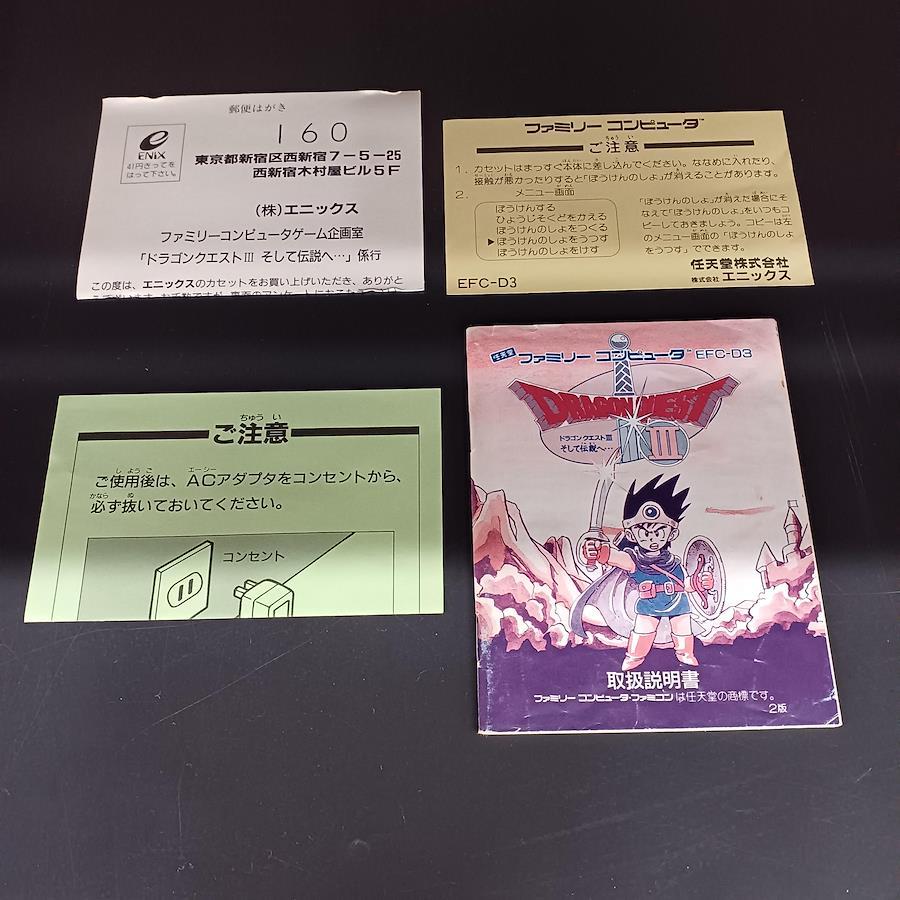 郵便はがき
160
ENIX
41円きってを
はって下さい。
東京都新宿区西新宿7-5-25
西新宿木村屋ビル5F
(株)エニックス
ファミリーコンピュータゲーム企画室
「ドラゴンクエストⅢ そして伝説へ…」係行
この度は、エニックスのカセットをお買い上げいただき、ありがと
ファミリー コンピュータ™
ちゅう い
ご注意
1. カセットはまっすぐ本体に差し込んでください。ななめに入れたり、
接触が悪かったりすると「ぼうけんのしょ」が消えることがあります。
2. メニュー画面
ぼうけんする
ひょうじそくどをかえる
ぼうけんのしょをつくる
▶ぼうけんのしょをうつす
ぼうけんのしょをけす
「ぼうけんのしょ」が消えた場合にそ
なえて「ぼうけんのしょ」をいつもコ
ピーしておきましょう。コピーは左
のメニュー画面の「ぼうけんのしょ
をうつす」でできます。
任天堂株式会社
株式会社 エニックス
EFC-D3
ちゅう い
ご注意
ご使用後は、ACアダプタをコンセントから、
必ず抜いておいてください。
コンセント
任天堂 ファミリー コンピュータ™ EFC-D3
DRAGON QUEST
ドラゴンクエストⅢ
そして伝説へ…
III
取扱説明書
ファミリー コンピュータ・ファミコンは任天堂の商標です。
2版